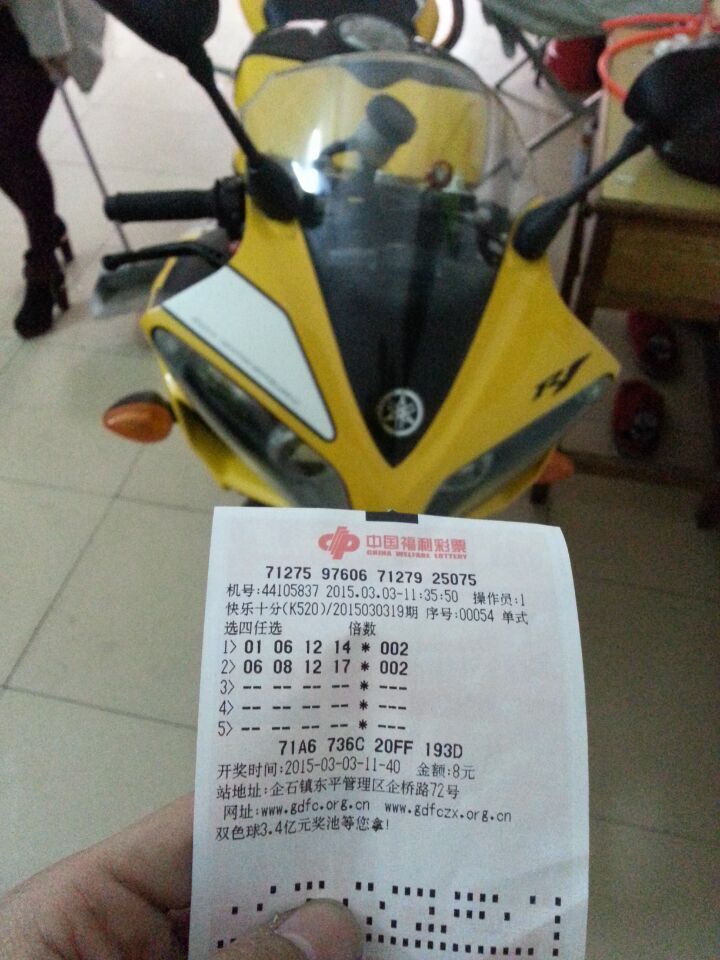 R1
中国福利彩票
CHINA WELFARE LOTTERY
71275 97606 71279 25075
机号:44105837 2015.03.03-11:35:50 操作员:1
快乐十分(K520)/2015030319期 序号:00054 单式
选四任选 倍数
1> 01 06 12 14 * 002
2> 06 08 12 17 * 002
3> -- -- -- -- * ---
4> -- -- -- -- * ---
5> -- -- -- -- * ---
71A6 736C 20FF 193D
开奖时间:2015-03-03-11-40 金额:8元
站地址:企石镇东平管理区企桥路72号
网址:www.gdfc.org.cn www.gdfczx.org.cn
双色球3.4亿元奖池等您拿!